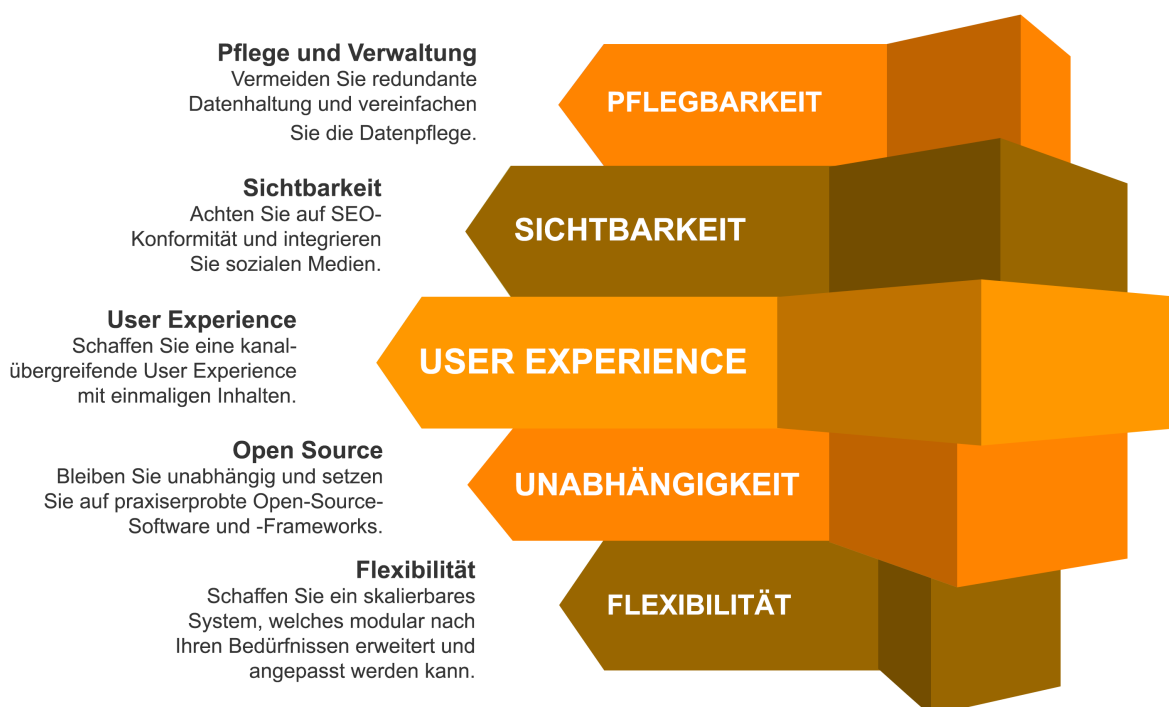 Pflege und Verwaltung
Vermeiden Sie redundante
Datenhaltung und vereinfachen
Sie die Datenpflege.
PFLEGBARKEIT
Sichtbarkeit
Achten Sie auf SEO-
Konformität und integrieren
Sie sozialen Medien.
SICHTBARKEIT
User Experience
Schaffen Sie eine kanal-
übergreifende User Experience
mit einmaligen Inhalten.
USER EXPERIENCE
Open Source
Bleiben Sie unabhängig und setzen
Sie auf praxiserprobte Open-Source-
Software und -Frameworks.
UNABHÄNGIGKEIT
Flexibilität
Schaffen Sie ein skalierbares
System, welches modular nach
Ihren Bedürfnissen erweitert und
angepasst werden kann.
FLEXIBILITÄT